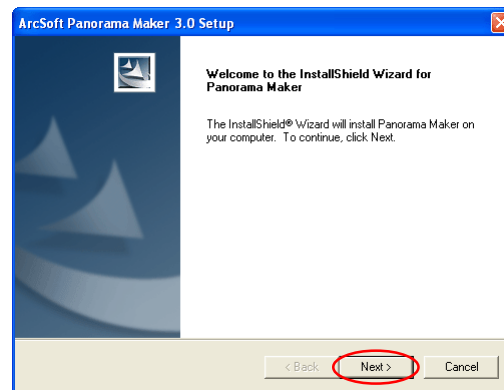 ArcSoft Panorama Maker 3.0 Setup
Welcome to the InstallShield Wizard for
Panorama Maker
The InstallShield® Wizard will install Panorama Maker on
your computer. To continue, click Next.
< Back
Next >
Cancel